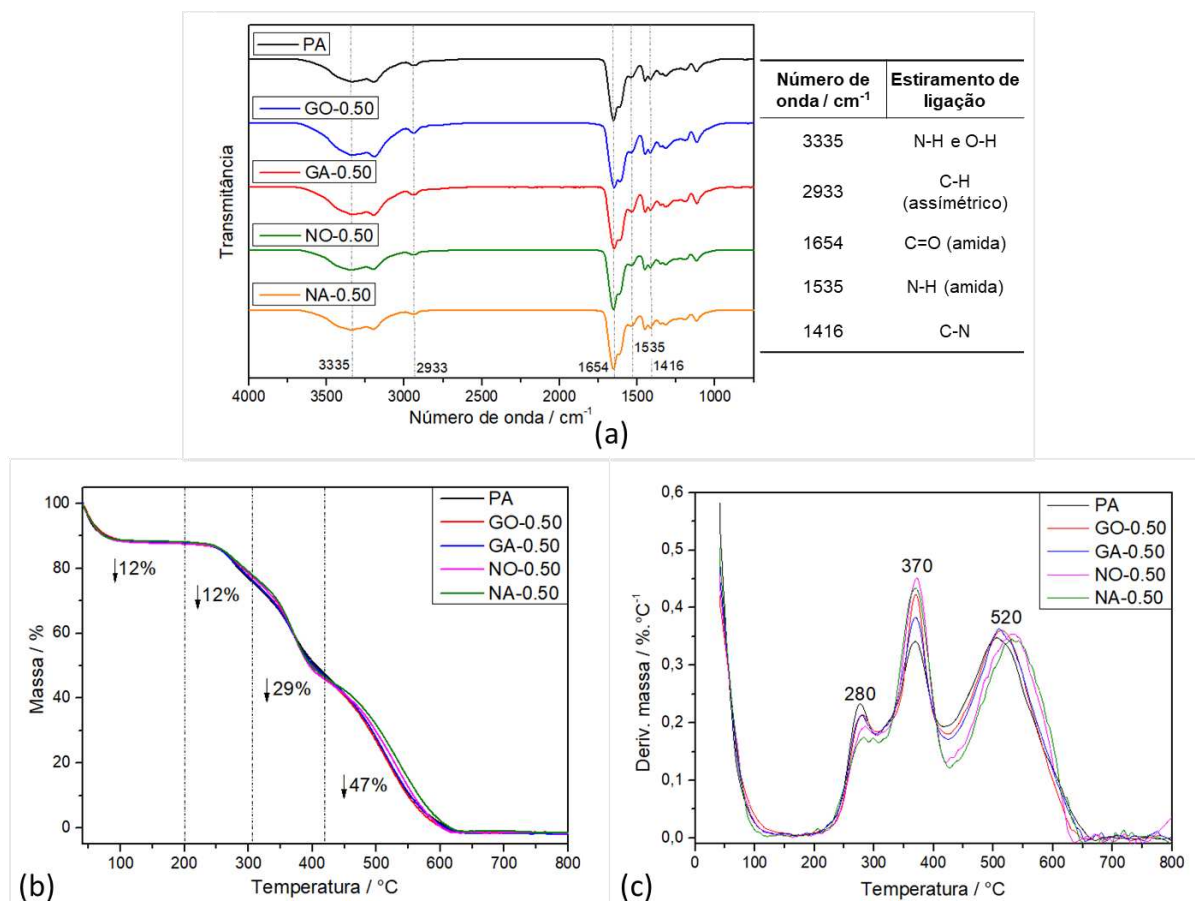 PA
GO-0.50
GA-0.50
NO-0.50
NA-0.50
Transmitância
3335
2933
1654
1535
1416
4000 3500 3000 2500 2000 1500 1000
Número de onda / cm-1
Número de onda / cm-1 Estiramento de ligação
3335 N-H e O-H
2933 C-H (assímétrico)
1654 C=O (amida)
1535 N-H (amida)
1416 C-N
(a)
PA
GO-0.50
GA-0.50
NO-0.50
NA-0.50
Massa / %
100
80
60
40
20
0
↓12%
↓12%
↓29%
↓47%
100 200 300 400 500 600 700 800
Temperatura / °C
(b)
PA
GO-0.50
GA-0.50
NO-0.50
NA-0.50
Deriv. massa / %.°C-1
0,6
0,5
0,4
0,3
0,2
0,1
0,0
280
370
520
0 100 200 300 400 500 600 700 800
Temperatura / °C
(c)